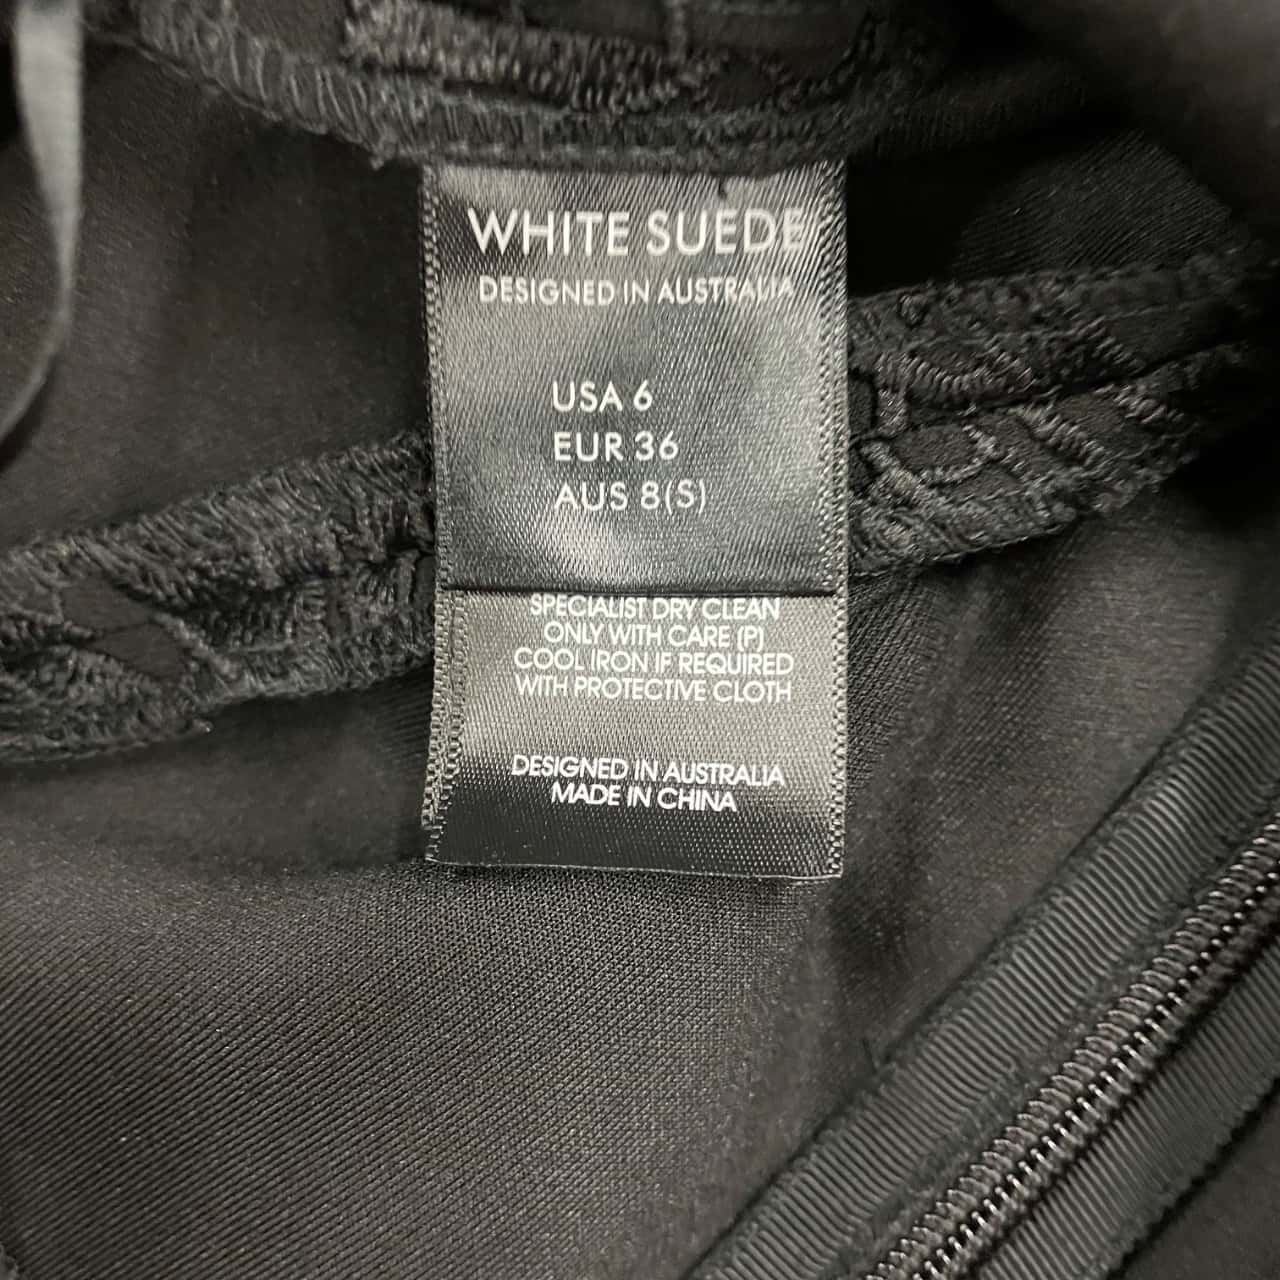 WHITE SUEDE
DESIGNED IN AUSTRALIA
USA 6
EUR 36
AUS 8(S)
SPECIALIST DRY CLEAN
ONLY WITH CARE (P)
COOL IRON IF REQUIRED
WITH PROTECTIVE CLOTH
DESIGNED IN AUSTRALIA
MADE IN CHINA